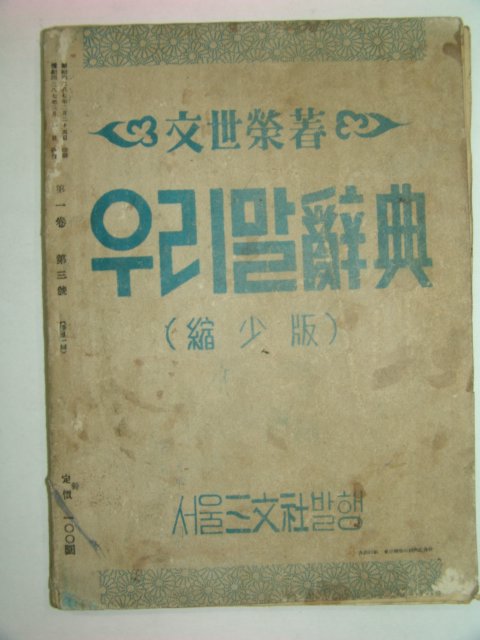 文世榮著
우리말辭典
(縮少版)
서울三文社발행
第一卷 第三號
定價 一〇〇圜